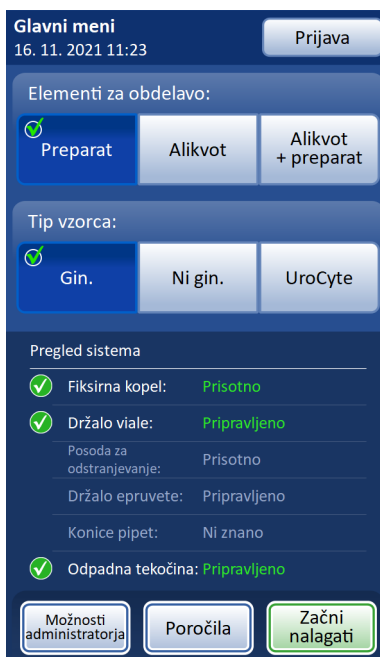 Glavni meni
16. 11. 2021 11:23
Prijava
Elementi za obdelavo:
Preparat
Alikvot
Alikvot
+ preparat
Tip vzorca:
Gin.
Ni gin.
UroCyte
Pregled sistema
Fiksirna kopel: Prisotno
Držalo viale: Pripravljeno
Posoda za
odstranjevanje: Prisotno
Držalo epruvete: Pripravljeno
Konice pipet: Ni znano
Odpadna tekočina: Pripravljeno
Možnosti
administratorja
Poročila
Začni
nalagati